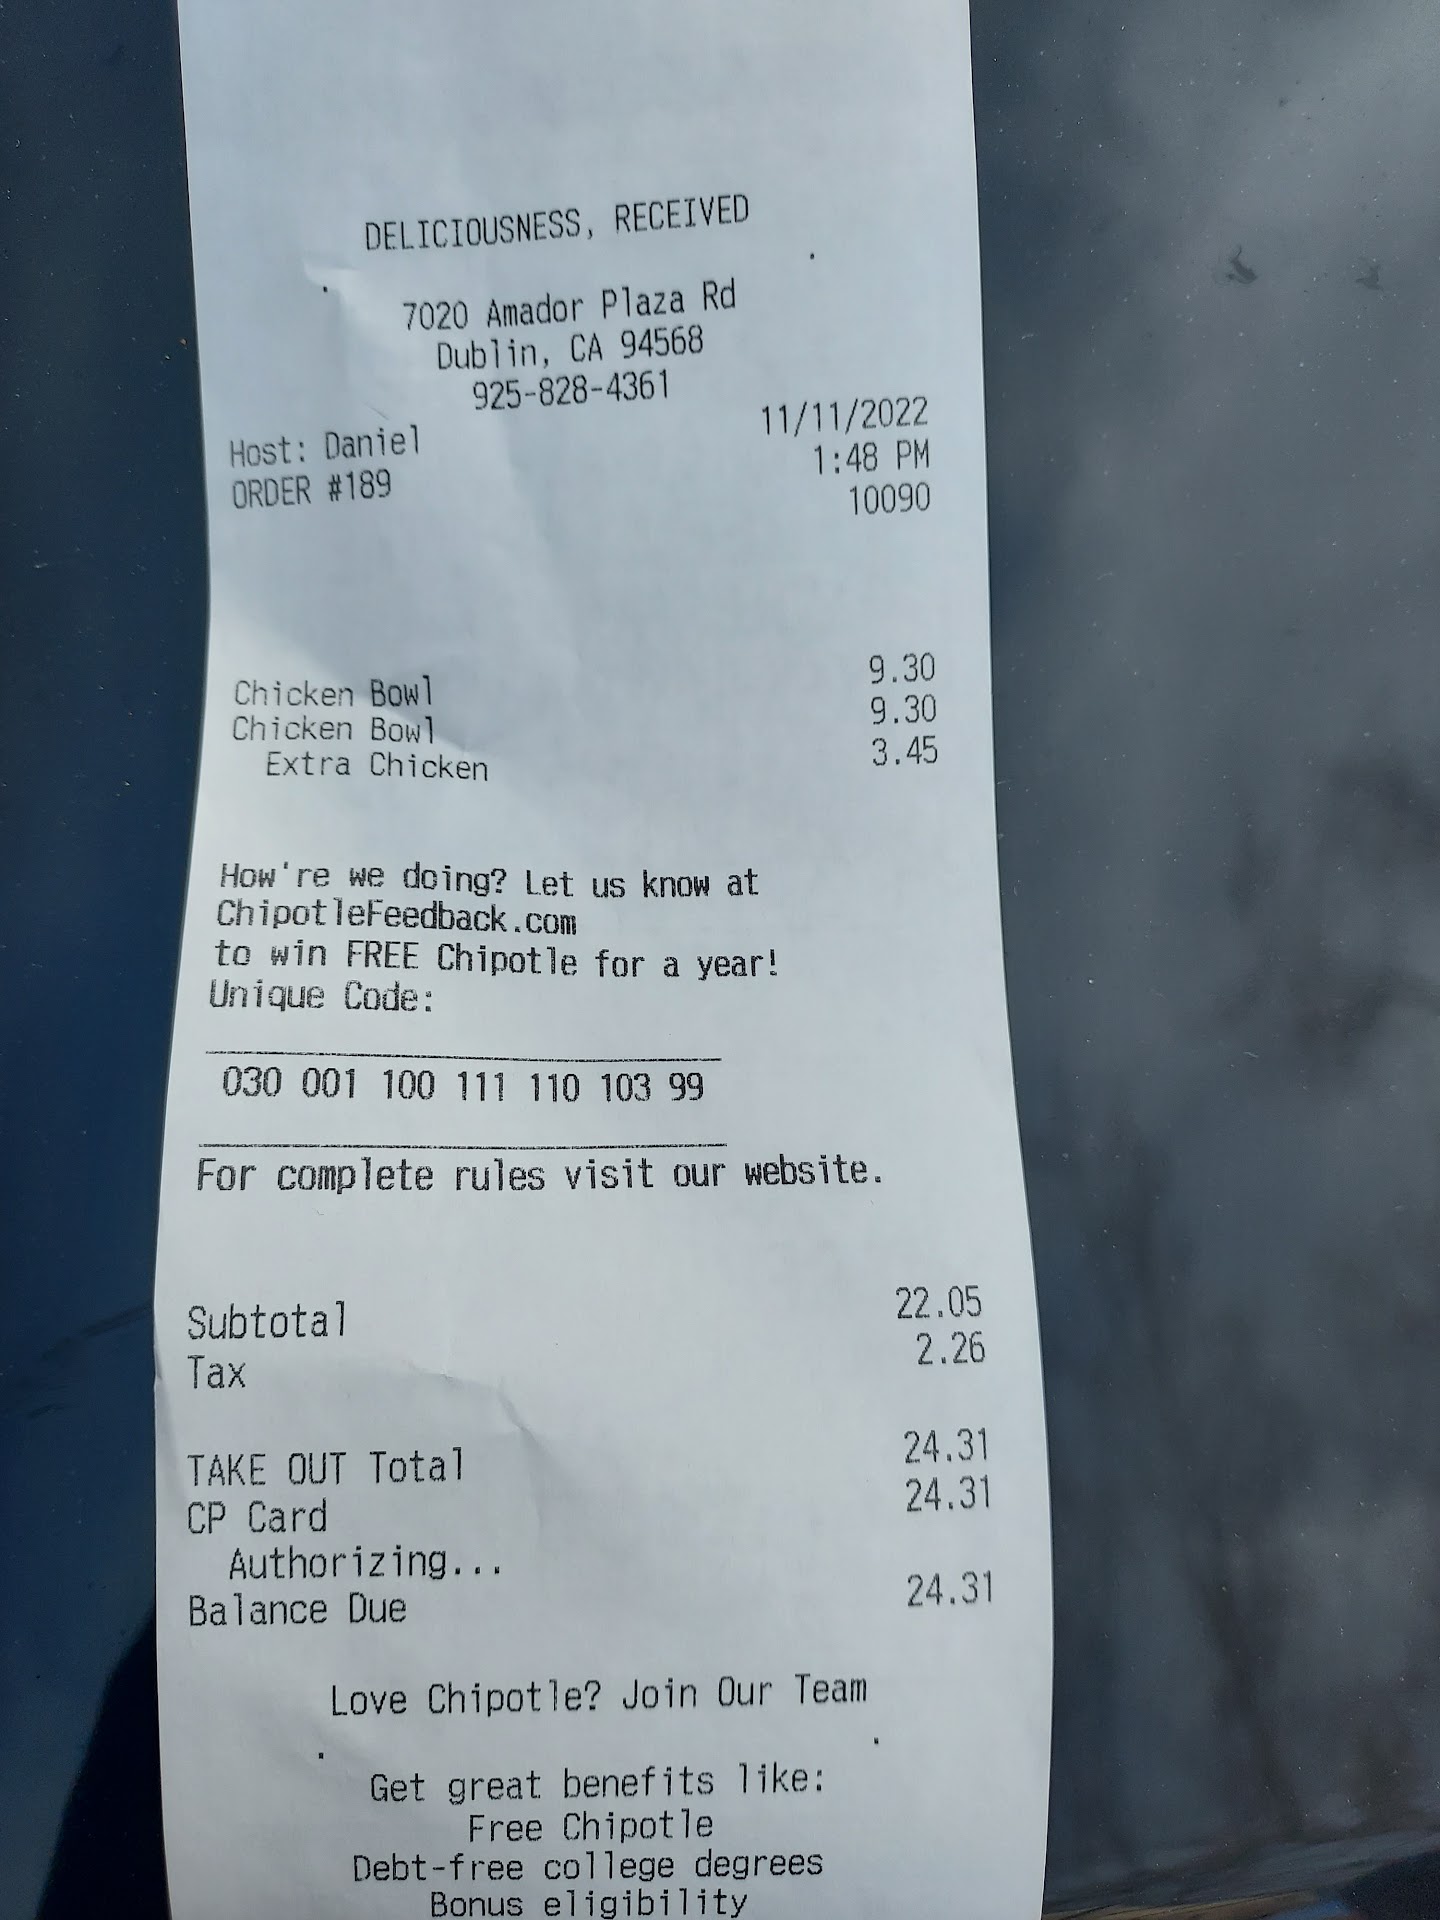 DELICIOUSNESS, RECEIVED
7020 Amador Plaza Rd
Dublin, CA 94568
925-828-4361
Host: Daniel 11/11/2022
ORDER #189 1:48 PM
10090
Chicken Bowl 9.30
Chicken Bowl 9.30
Extra Chicken 3.45
How're we doing? Let us know at
ChipotleFeedback.com
to win FREE Chipotle for a year!
Unique Code:
030 001 100 111 110 103 99
For complete rules visit our website.
Subtotal 22.05
Tax 2.26
TAKE OUT Total 24.31
CP Card 24.31
Authorizing...
Balance Due 24.31
Love Chipotle? Join Our Team
Get great benefits like:
Free Chipotle
Debt-free college degrees
Bonus eligibility